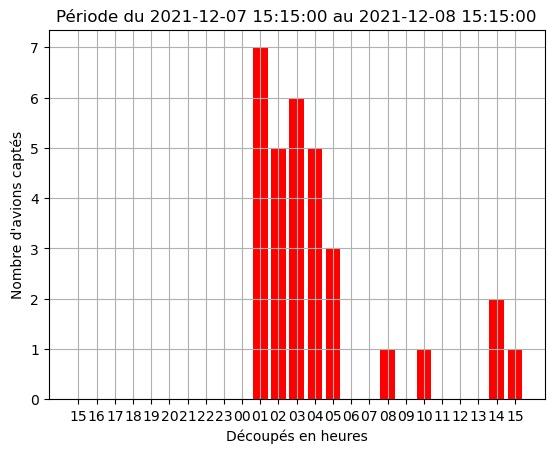 Période du 2021-12-07 15:15:00 au 2021-12-08 15:15:00
7
6
5
4
3
2
1
0
Nombre d'avions captés
15 16 17 18 19 20 21 22 23 00 01 02 03 04 05 06 07 08 09 10 11 12 13 14 15
Découpés en heures